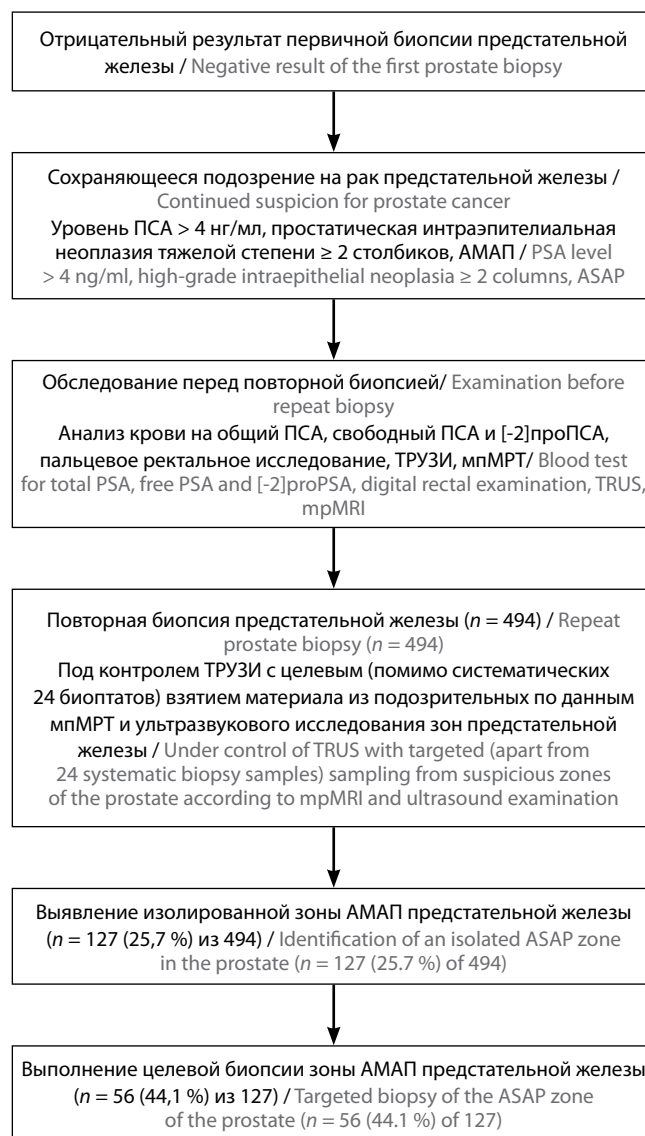 Отрицательный результат первичной биопсии предстательной
железы / Negative result of the first prostate biopsy
Сохраняющееся подозрение на рак предстательной железы /
Continued suspicion for prostate cancer
Уровень ПСА > 4 нг/мл, простатическая интраэпителиальная
неоплазия тяжелой степени ≥ 2 столбиков, АМАП / PSA level
> 4 ng/ml, high-grade intraepithelial neoplasia ≥ 2 columns, ASAP
Обследование перед повторной биопсией/ Examination before
repeat biopsy
Анализ крови на общий ПСА, свободный ПСА и [-2]проПСА,
пальцевое ректальное исследование, ТРУЗИ, мпМРТ/ Blood test
for total PSA, free PSA and [-2]proPSA, digital rectal examination, TRUS,
mpMRI
Повторная биопсия предстательной железы (n = 494) / Repeat
prostate biopsy (n = 494)
Под контролем ТРУЗИ с целевым (помимо систематических
24 биоптатов) взятием материала из подозрительных по данным
мпМРТ и ультразвукового исследования зон предстательной
железы / Under control of TRUS with targeted (apart from
24 systematic biopsy samples) sampling from suspicious zones
of the prostate according to mpMRI and ultrasound examination
Выявление изолированной зоны АМАП предстательной железы
(n = 127 (25,7 %) из 494) / Identification of an isolated ASAP zone
in the prostate (n = 127 (25.7 %) of 494)
Выполнение целевой биопсии зоны АМАП предстательной железы
(n = 56 (44,1 %) из 127) / Targeted biopsy of the ASAP zone
of the prostate (n = 56 (44.1 %) of 127)